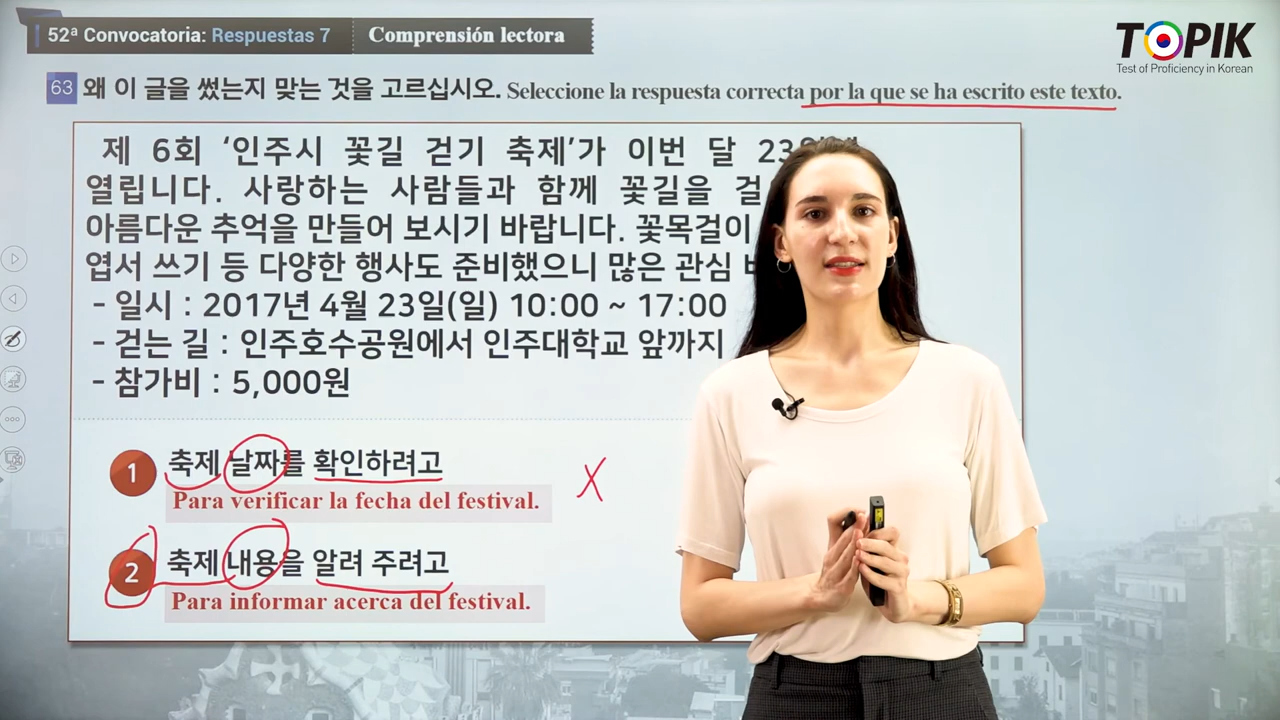 52ª Convocatoria: Respuestas 7 Comprensión lectora
TOPIK
Test of Proficiency in Korean
63 왜 이 글을 썼는지 맞는 것을 고르십시오. Seleccione la respuesta correcta por la que se ha escrito este texto.
제 6회 ‘인주시 꽃길 걷기 축제’가 이번 달
열립니다. 사랑하는 사람들과 함께 꽃길을
아름다운 추억을 만들어 보시기 바랍니다. 꽃목걸이
엽서 쓰기 등 다양한 행사도 준비했으니 많은 관심
- 일시 : 2017년 4월 23일(일) 10:00 ~ 17:00
- 걷는 길 : 인주호수공원에서 인주대학교 앞까지
- 참가비 : 5,000원
1 축제 날짜를 확인하려고
Para verificar la fecha del festival.
X
2 축제 내용을 알려 주려고
Para informar acerca del festival.